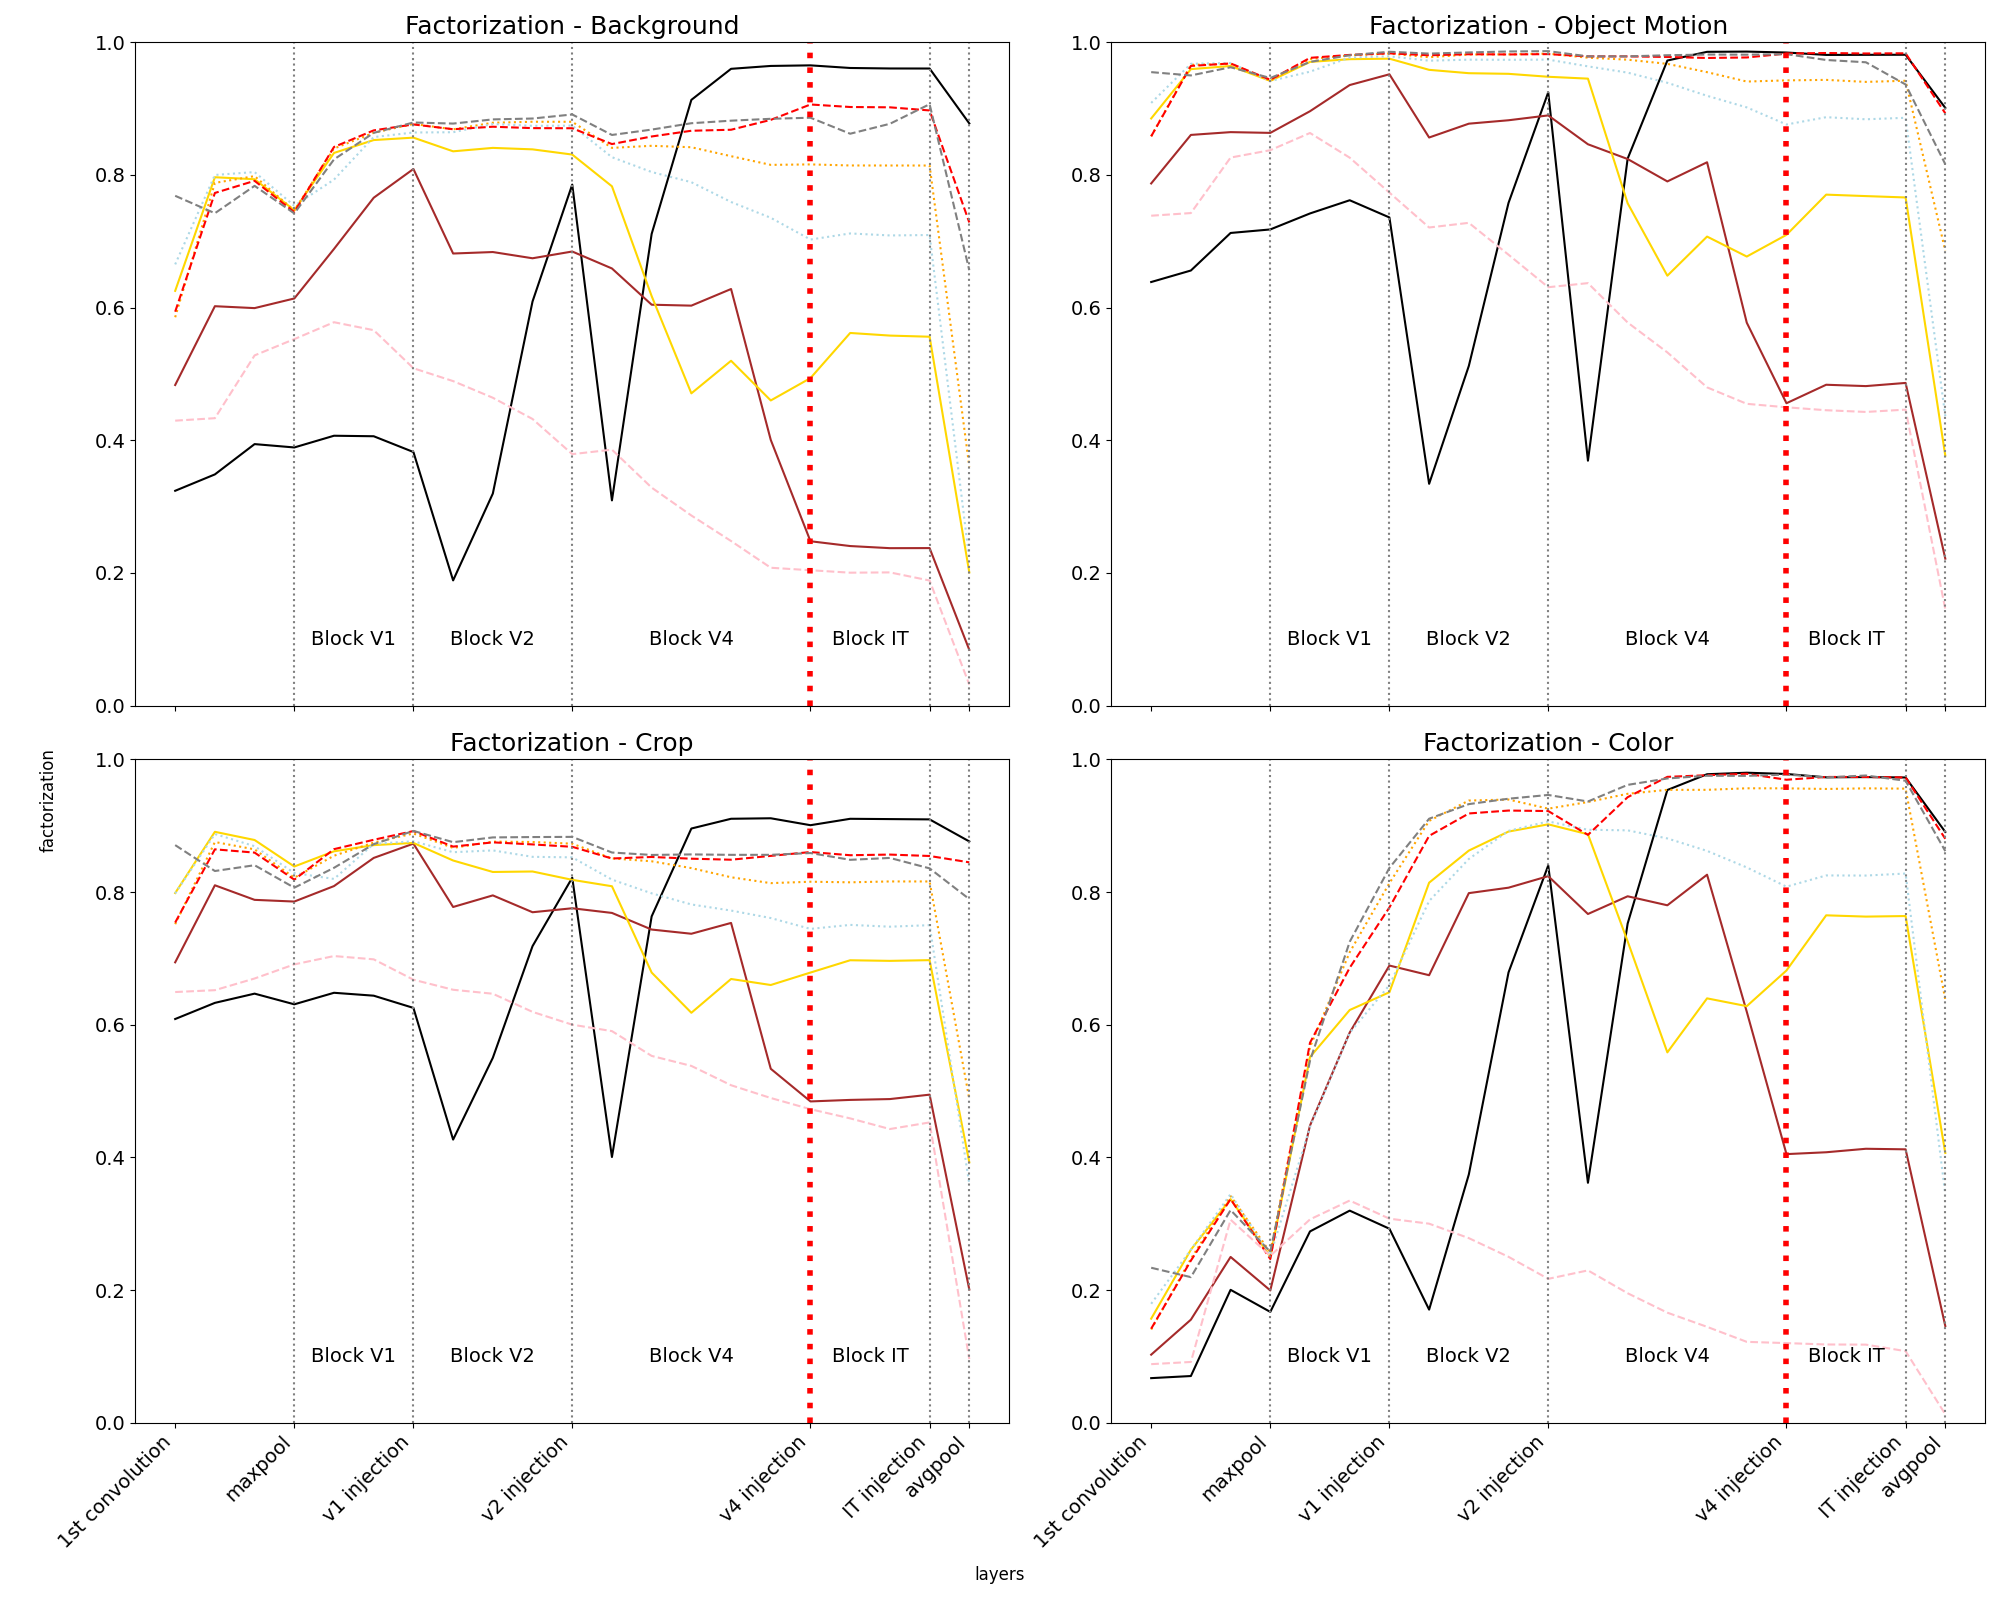 Factorization - Background
Factorization - Object Motion
1.0
0.8
0.6
0.4
0.2
0.0
Block V1
Block V2
Block V4
Block IT
1.0
0.8
0.6
0.4
0.2
0.0
Block V1
Block V2
Block V4
Block IT
factorization
Factorization - Crop
Factorization - Color
1.0
0.8
0.6
0.4
0.2
0.0
Block V1
Block V2
Block V4
Block IT
1st convolution
maxpool
v1 injection
v2 injection
v4 injection
IT injection
avgpool
1.0
0.8
0.6
0.4
0.2
0.0
Block V1
Block V2
Block V4
Block IT
1st convolution
maxpool
v1 injection
v2 injection
v4 injection
IT injection
avgpool
layers